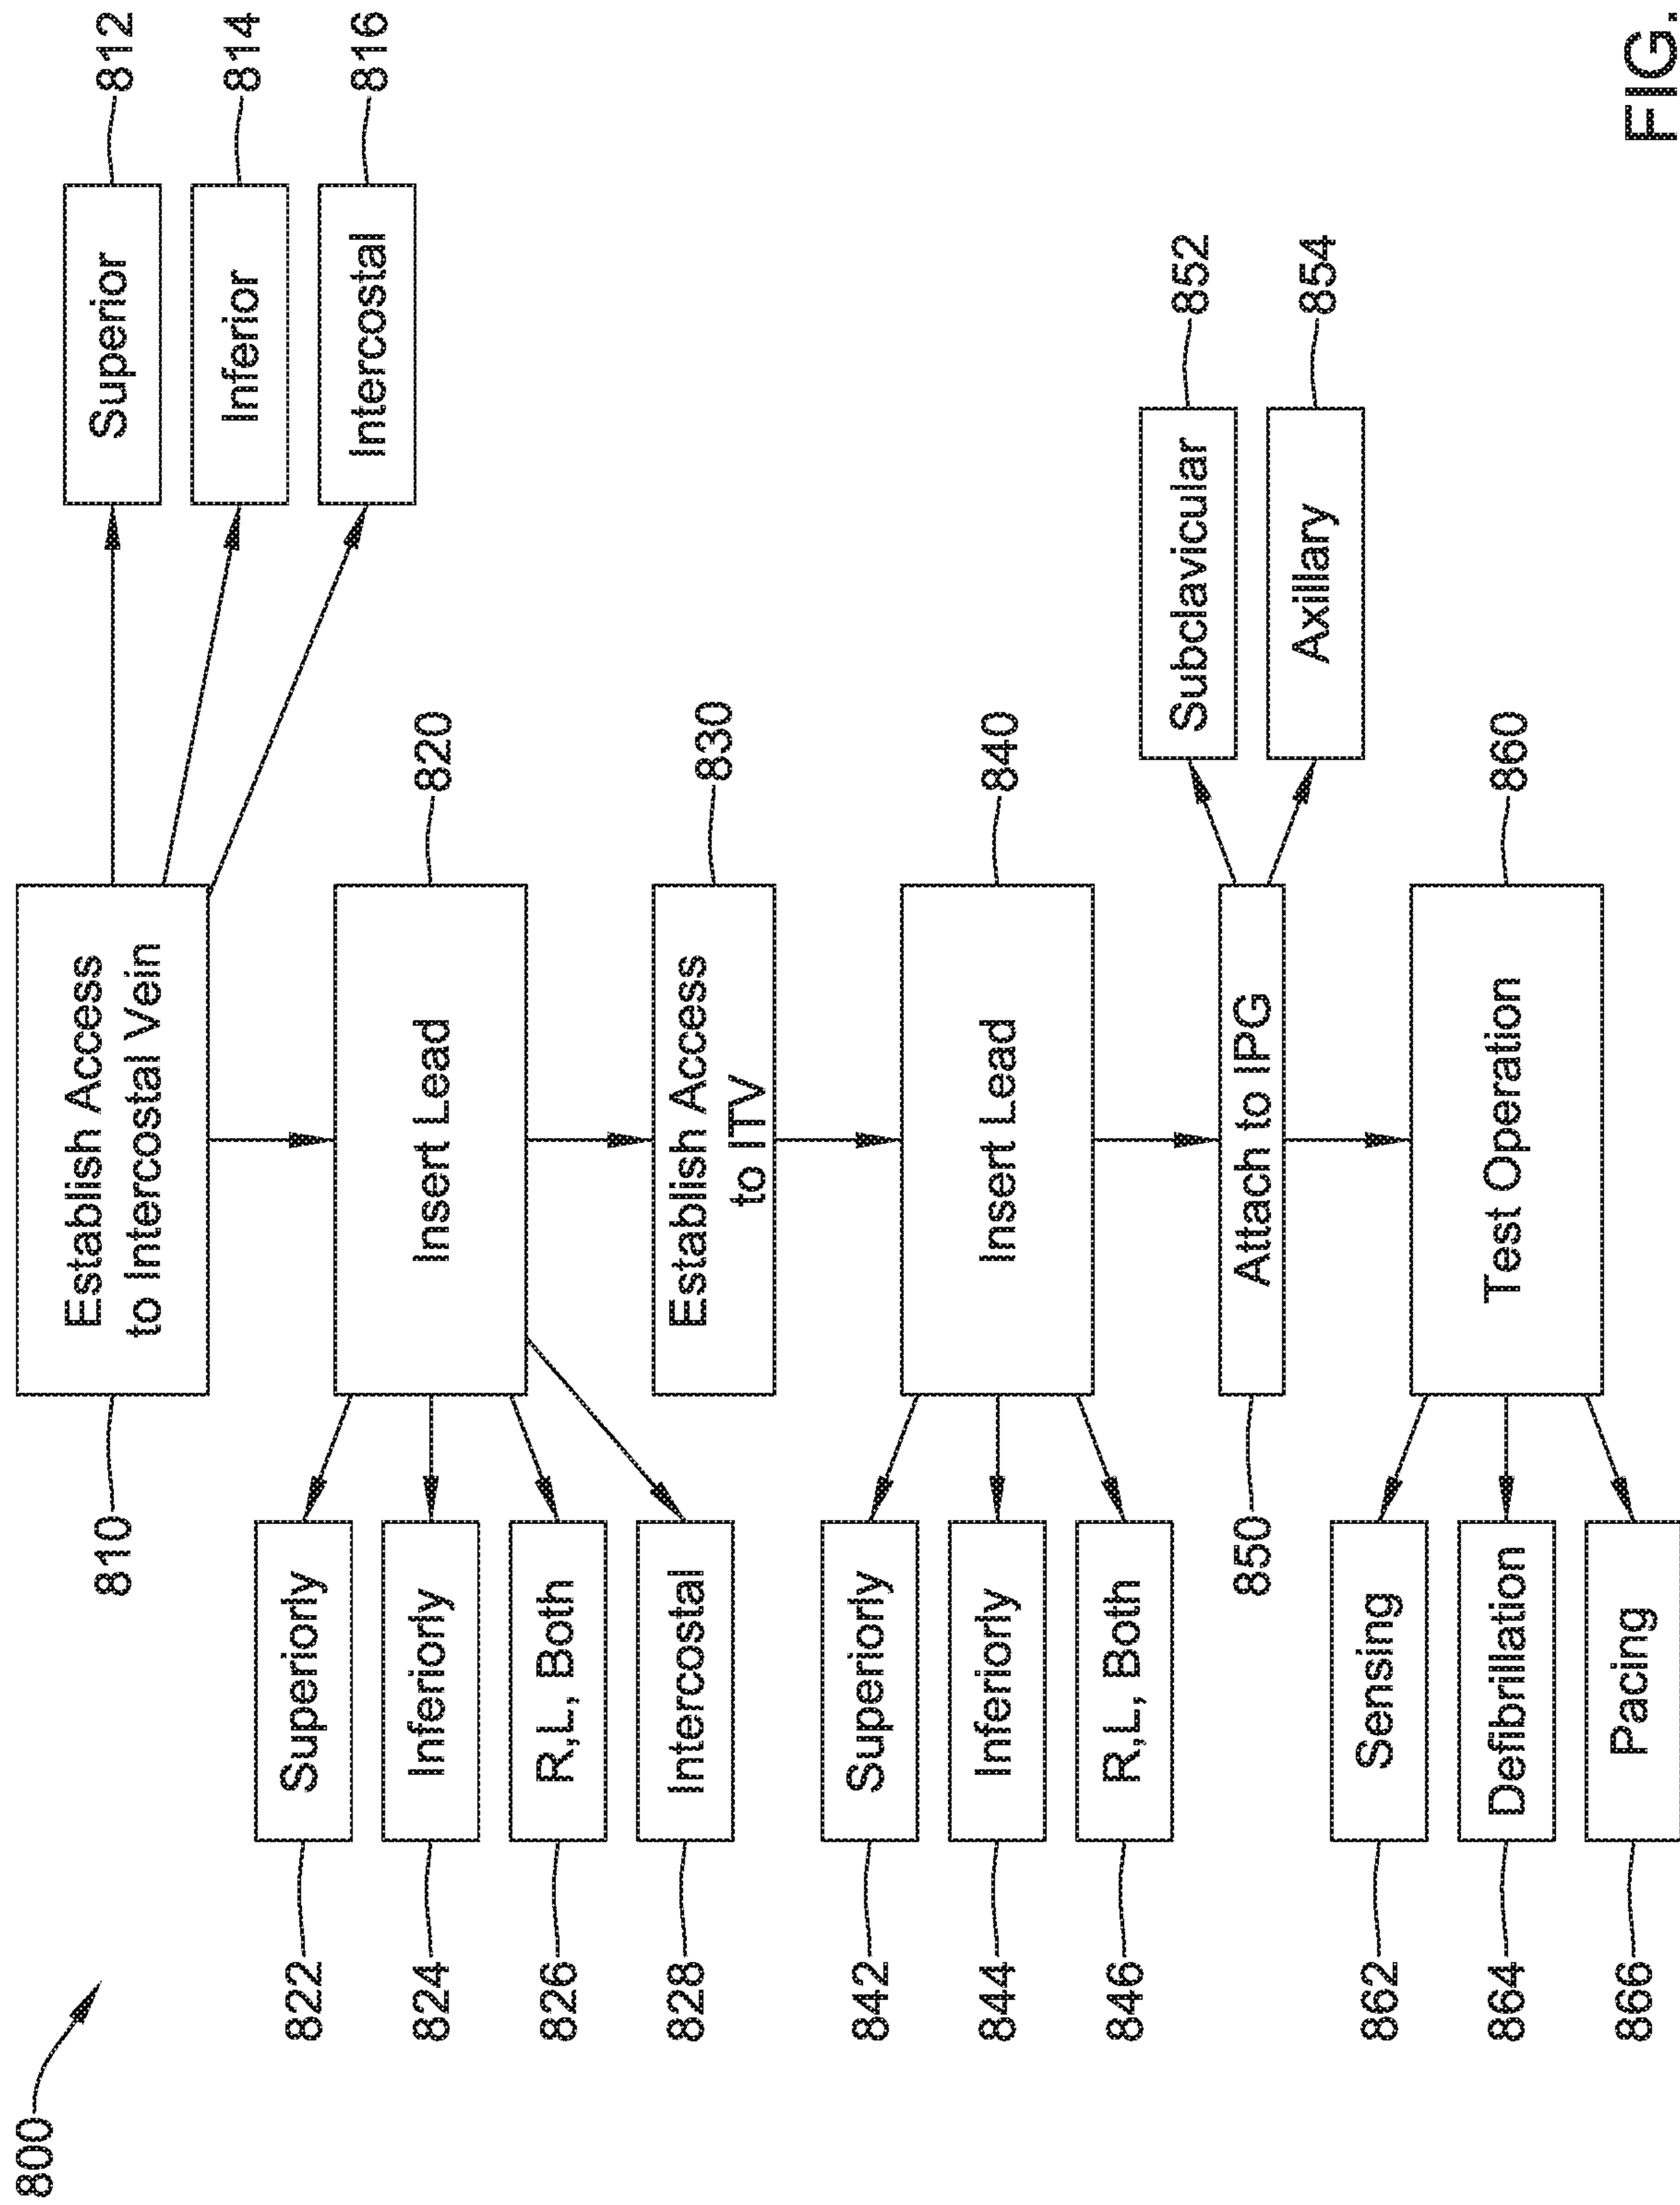 800
810
Establish Access
to Intercostal Vein
Superior
812
Inferior
814
Intercostal
816
822
Superiorly
824
Inferiorly
826
R,L, Both
828
Intercostal
Insert Lead
820
Establish Access
to ITV
830
842
Superiorly
844
Inferiorly
846
R,L, Both
Insert Lead
840
850
Attach to IPG
Subclavicular
852
Axillary
854
862
Sensing
864
Defibrillation
866
Pacing
Test Operation
860
FIG.